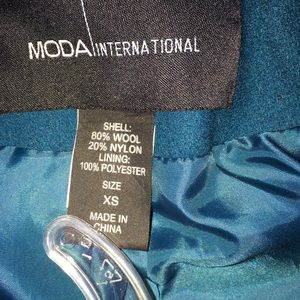 MODA INTERNATIONAL
SHELL:
80% WOOL
20% NYLON
LINING:
100% POLYESTER
SIZE
XS
MADE IN
CHINA